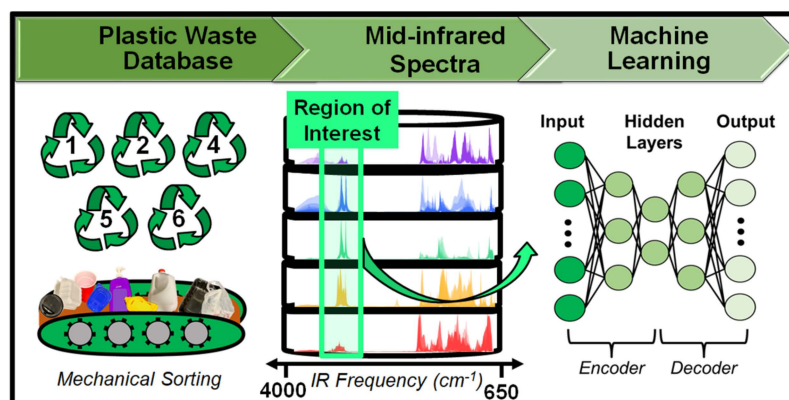 Plastic Waste
Database
Mid-infrared
Spectra
Machine
Learning
1
2
4
5
6
Mechanical Sorting
Region of
Interest
4000
IR Frequency (cm⁻¹)
650
Input
Hidden
Layers
Output
Encoder
Decoder